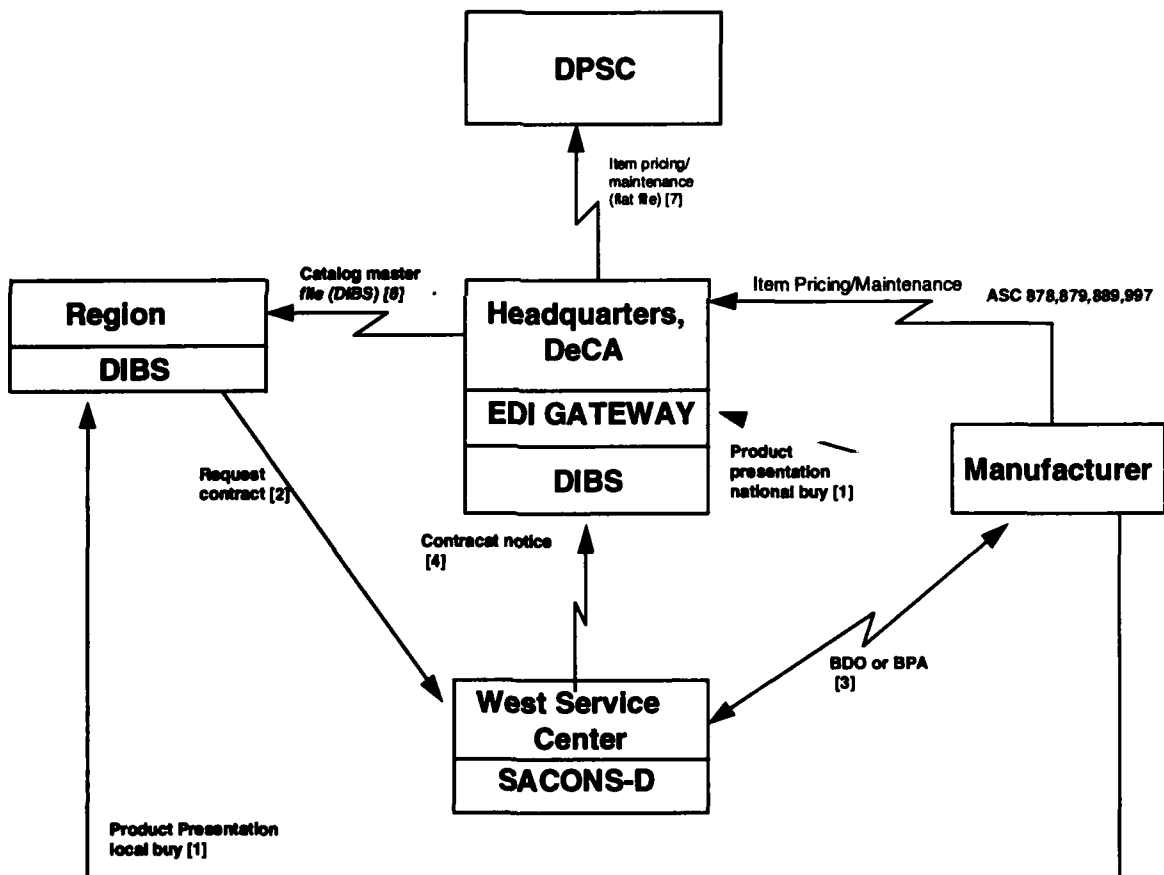 DPSC
Item pricing/
maintenance
(flat file) [7]
Catalog master
file (DIBS) [6]
Region
DIBS
Headquarters,
DeCA
EDI GATEWAY
DIBS
Item Pricing/Maintenance
ASC 878,879,889,997
Manufacturer
Product
presentation
national buy [1]
Request
contract [2]
Contracat notice
[4]
BDO or BPA
[3]
West Service
Center
SACONS-D
Product Presentation
local buy [1]